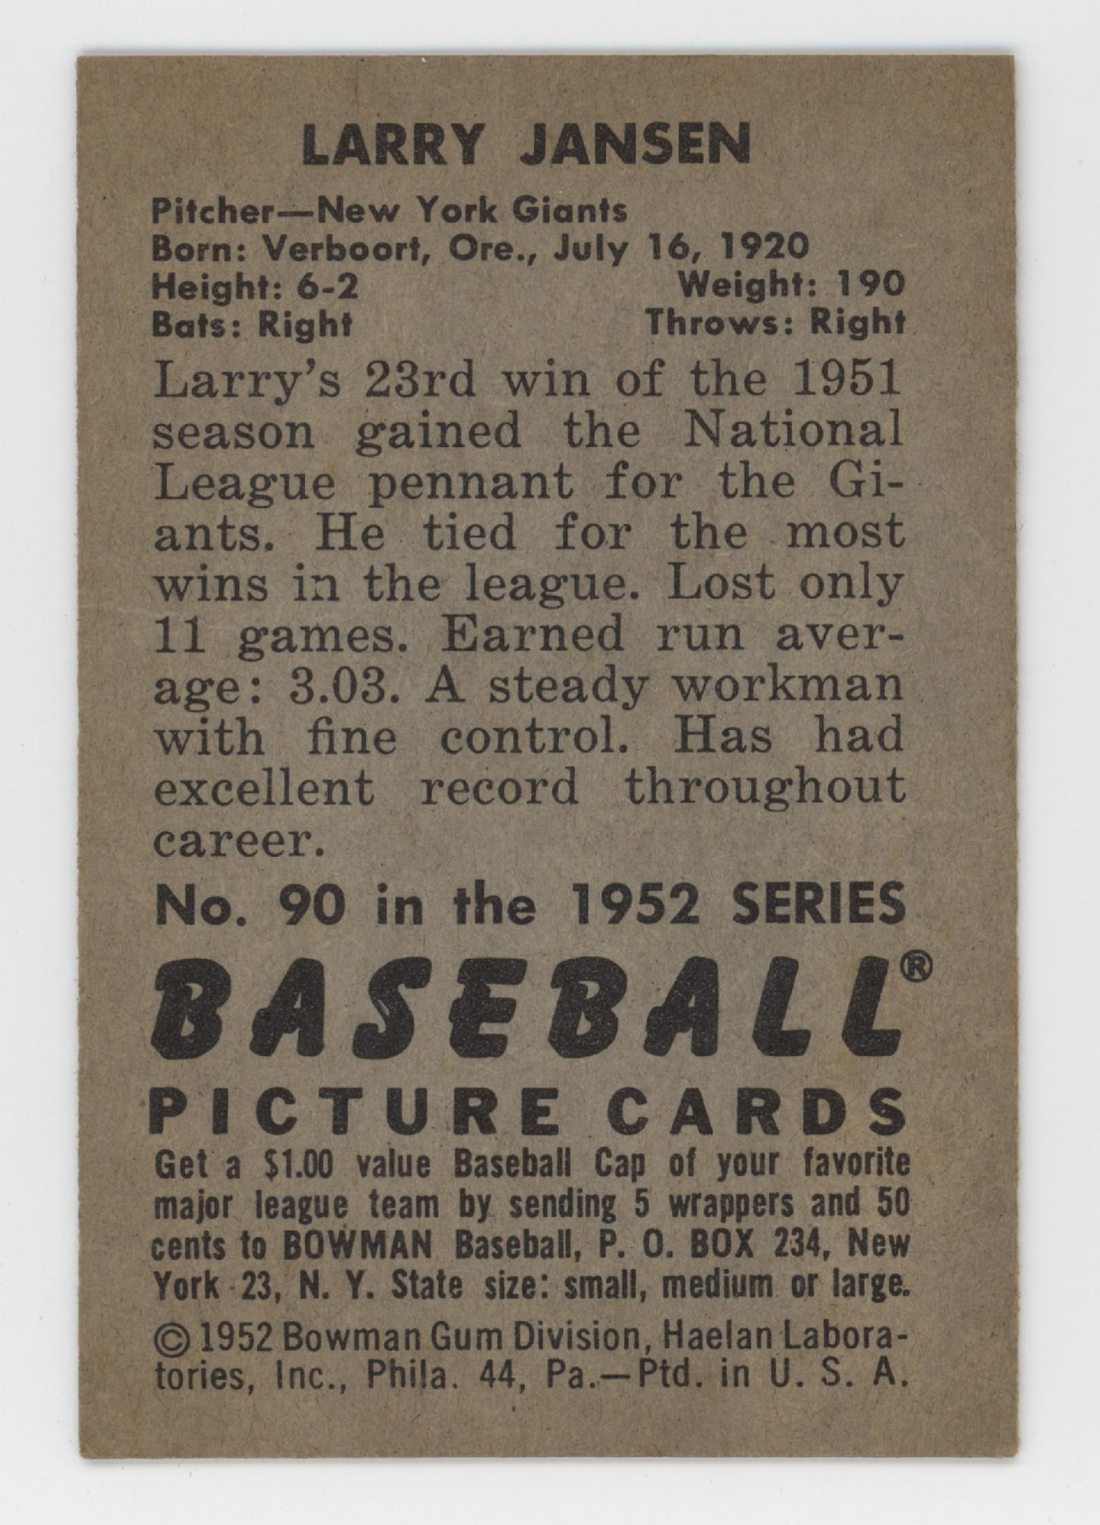 LARRY JANSEN
Pitcher—New York Giants
Born: Verboort, Ore., July 16, 1920
Height: 6-2 Weight: 190
Bats: Right Throws: Right
Larry's 23rd win of the 1951
season gained the National
League pennant for the Gi-
ants. He tied for the most
wins in the league. Lost only
11 games. Earned run aver-
age: 3.03. A steady workman
with fine control. Has had
excellent record throughout
career.
No. 90 in the 1952 SERIES
BASEBALL®
PICTURE CARDS
Get a $1.00 value Baseball Cap of your favorite
major league team by sending 5 wrappers and 50
cents to BOWMAN Baseball, P. O. BOX 234, New
York 23, N. Y. State size: small, medium or large.
© 1952 Bowman Gum Division, Haelan Labora-
tories, Inc., Phila. 44, Pa.—Ptd. in U. S. A.